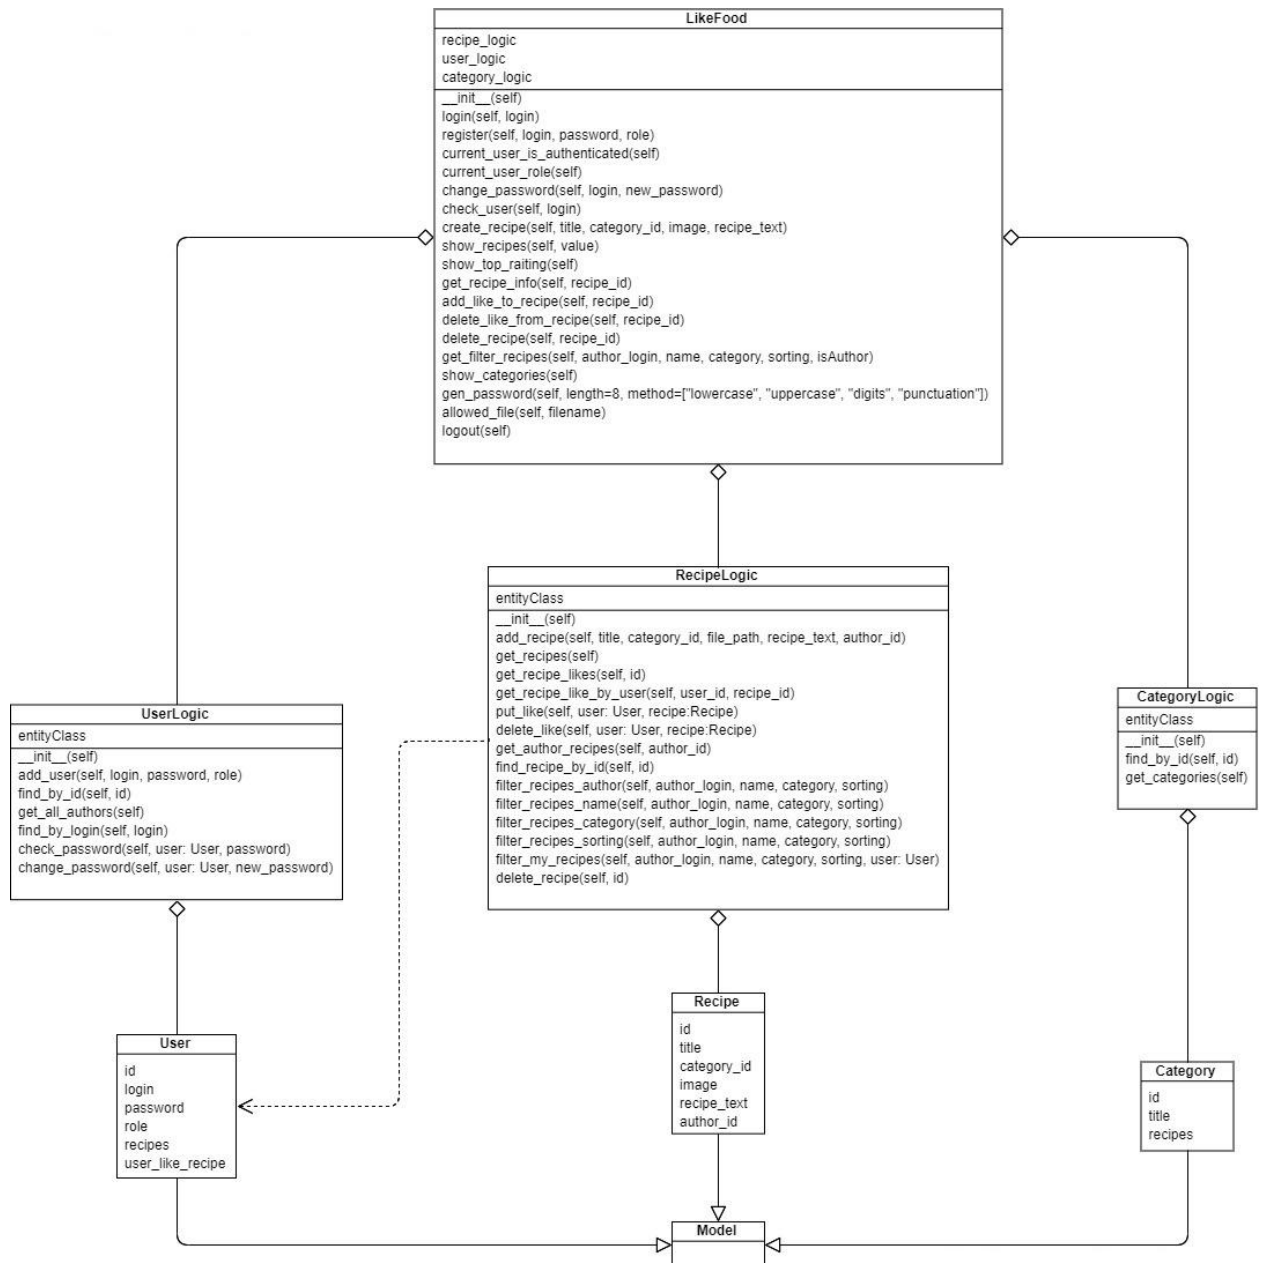 LikeFood
recipe_logic
user_logic
category_logic
__init__(self)
login(self, login)
register(self, login, password, role)
current_user_is_authenticated(self)
current_user_role(self)
change_password(self, login, new_password)
check_user(self, login)
create_recipe(self, title, category_id, image, recipe_text)
show_recipes(self, value)
show_top_raiting(self)
get_recipe_info(self, recipe_id)
add_like_to_recipe(self, recipe_id)
delete_like_from_recipe(self, recipe_id)
delete_recipe(self, recipe_id)
get_filter_recipes(self, author_login, name, category, sorting, isAuthor)
show_categories(self)
gen_password(self, length=8, method=["lowercase", "uppercase", "digits", "punctuation"])
allowed_file(self, filename)
logout(self)
RecipeLogic
entityClass
__init__(self)
add_recipe(self, title, category_id, file_path, recipe_text, author_id)
get_recipes(self)
get_recipe_likes(self, id)
get_recipe_like_by_user(self, user_id, recipe_id)
put_like(self, user: User, recipe:Recipe)
delete_like(self, user: User, recipe:Recipe)
get_author_recipes(self, author_id)
find_recipe_by_id(self, id)
filter_recipes_author(self, author_login, name, category, sorting)
filter_recipes_name(self, author_login, name, category, sorting)
filter_recipes_category(self, author_login, name, category, sorting)
filter_recipes_sorting(self, author_login, name, category, sorting)
filter_my_recipes(self, author_login, name, category, sorting, user: User)
delete_recipe(self, id)
UserLogic
entityClass
__init__(self)
add_user(self, login, password, role)
find_by_id(self, id)
get_all_authors(self)
find_by_login(self, login)
check_password(self, user: User, password)
change_password(self, user: User, new_password)
CategoryLogic
entityClass
__init__(self)
find_by_id(self, id)
get_categories(self)
User
id
login
password
role
recipes
user_like_recipe
Recipe
id
title
category_id
image
recipe_text
author_id
Category
id
title
recipes
Model